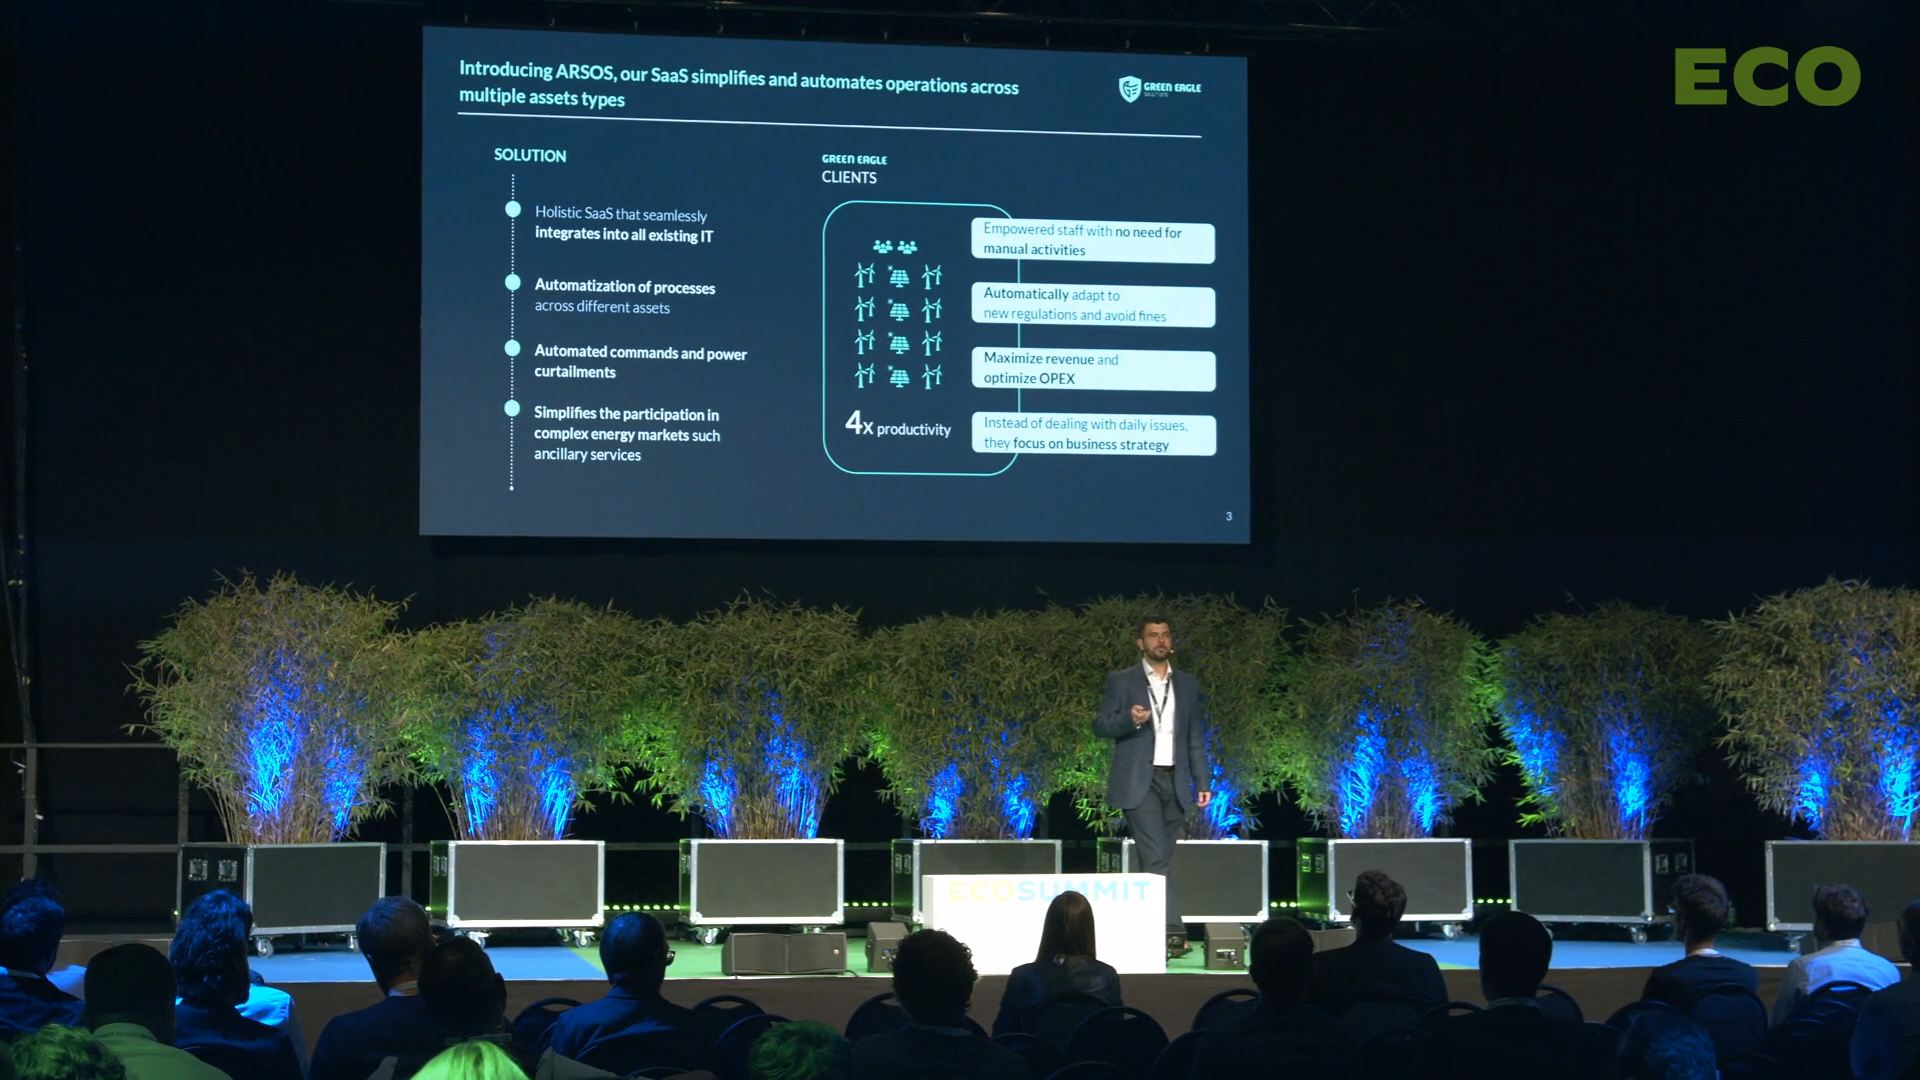 ECO
Introducing ARSOS, our SaaS simplifies and automates operations across
multiple assets types
GREEN EAGLE
SOLUTION
Holistic SaaS that seamlessly
integrates into all existing IT
Automatization of processes
across different assets
Automated commands and power
curtailments
Simplifies the participation in
complex energy markets such
ancillary services
GREEN EAGLE
CLIENTS
4x productivity
Empowered staff with no need for
manual activities
Automatically adapt to
new regulations and avoid fines
Maximize revenue and
optimize OPEX
Instead of dealing with daily issues,
they focus on business strategy
3
ECOSUMMIT